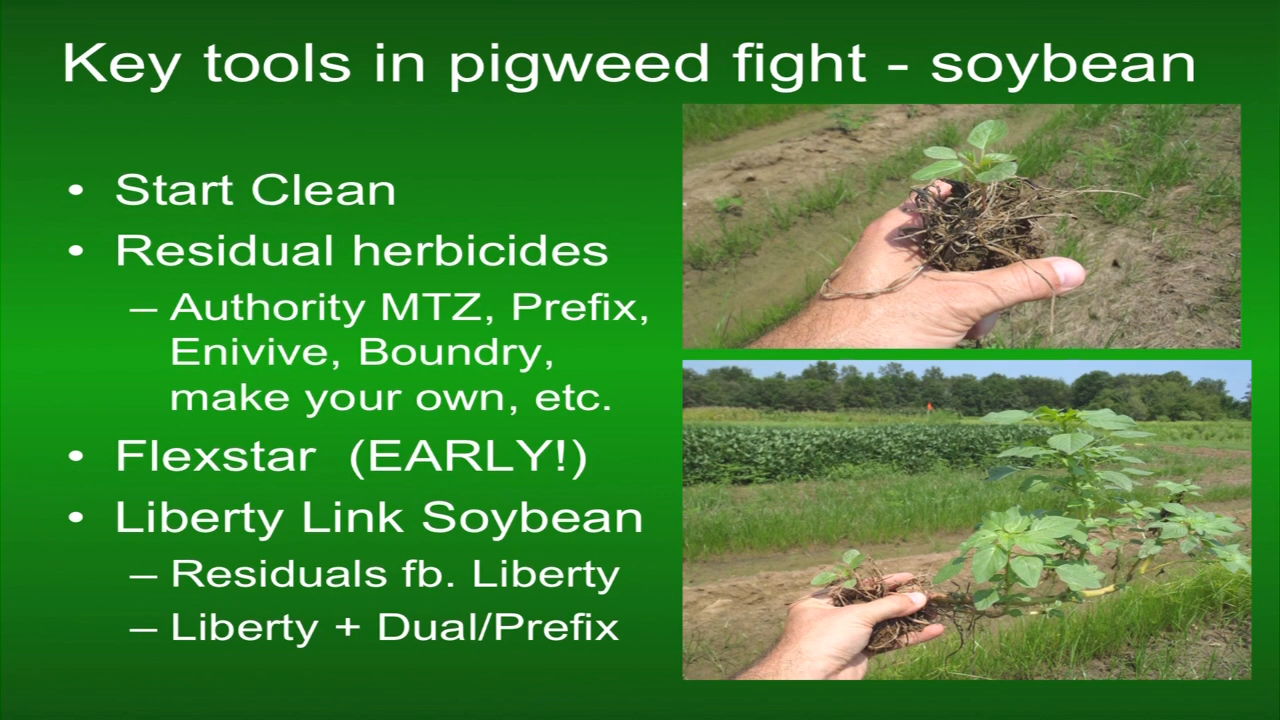 Key tools in pigweed fight - soybean
• Start Clean
• Residual herbicides
– Authority MTZ, Prefix,
Enivive, Boundry,
make your own, etc.
• Flexstar (EARLY!)
• Liberty Link Soybean
– Residuals fb. Liberty
– Liberty + Dual/Prefix